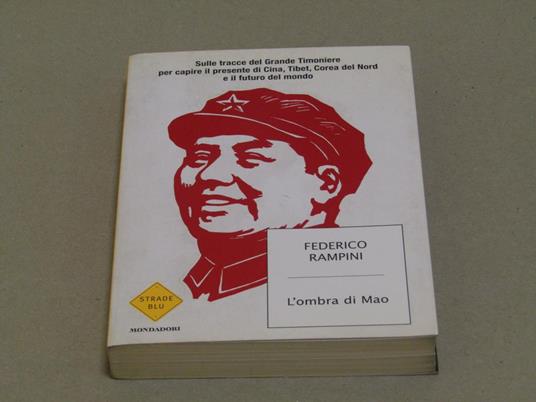 Sulle tracce del Grande Timoniere
per capire il presente di Cina, Tibet, Corea del Nord
e il futuro del mondo
FEDERICO
RAMPINI
L'ombra di Mao
STRADE
BLU
MONDADORI